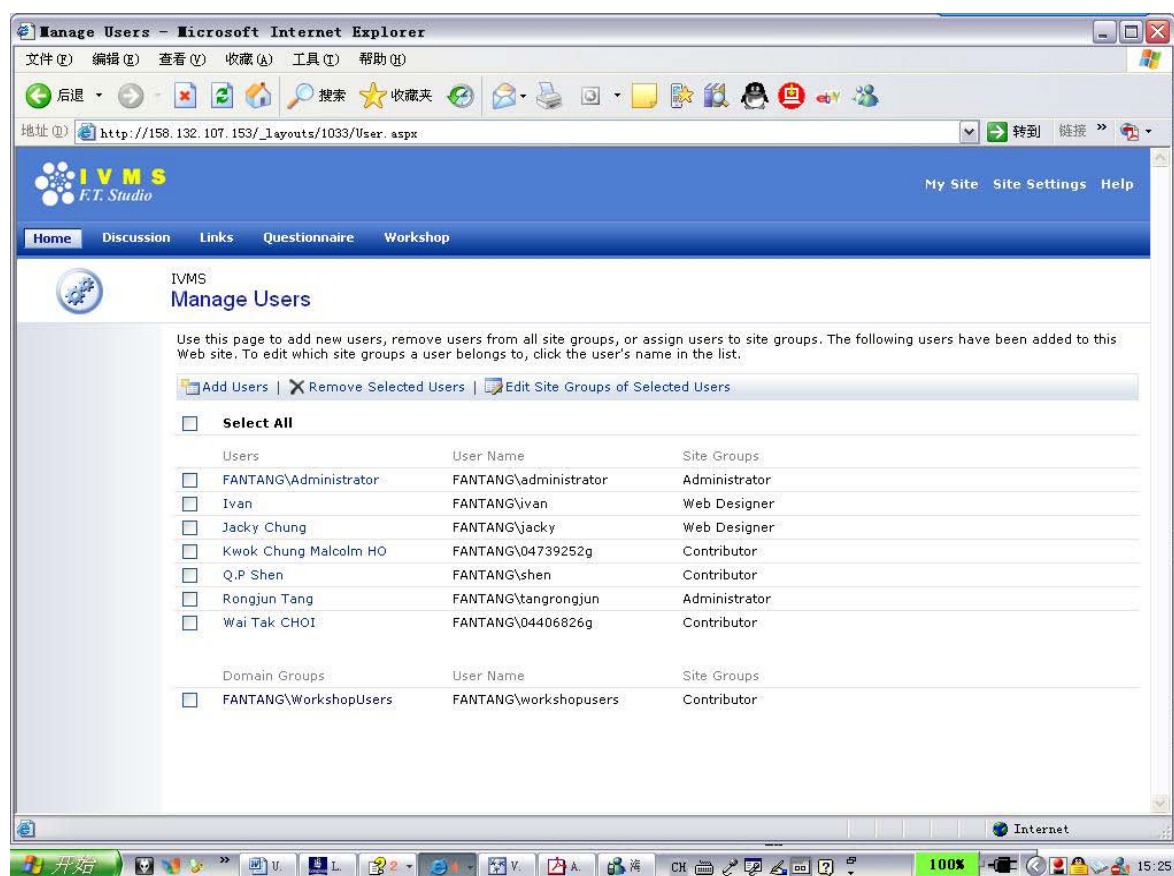 Manage Users - Microsoft Internet Explorer
文件(F) 编辑(E) 查看(V) 收藏(A) 工具(T) 帮助(H)
后退 搜索 收藏夹 ebY
地址(D) http://158.132.107.153/_layouts/1033/User.aspx 转到 链接 »
IVMS
F.T. Studio
My Site Site Settings Help
Home Discussion Links Questionnaire Workshop
IVMS
Manage Users
Use this page to add new users, remove users from all site groups, or assign users to site groups. The following users have been added to this
Web site. To edit which site groups a user belongs to, click the user's name in the list.
Add Users | Remove Selected Users | Edit Site Groups of Selected Users
Select All
Users User Name Site Groups
FANTANG\Administrator FANTANG\administrator Administrator
Ivan FANTANG\ivan Web Designer
Jacky Chung FANTANG\jacky Web Designer
Kwok Chung Malcolm HO FANTANG\04739252g Contributor
Q.P Shen FANTANG\shen Contributor
Rongjun Tang FANTANG\tangrongjun Administrator
Wai Tak CHOI FANTANG\04406826g Contributor
Domain Groups User Name Site Groups
FANTANG\WorkshopUsers FANTANG\workshopusers Contributor
Internet
开始 » U. L. 2 4 V. A. CH 100% 15:25